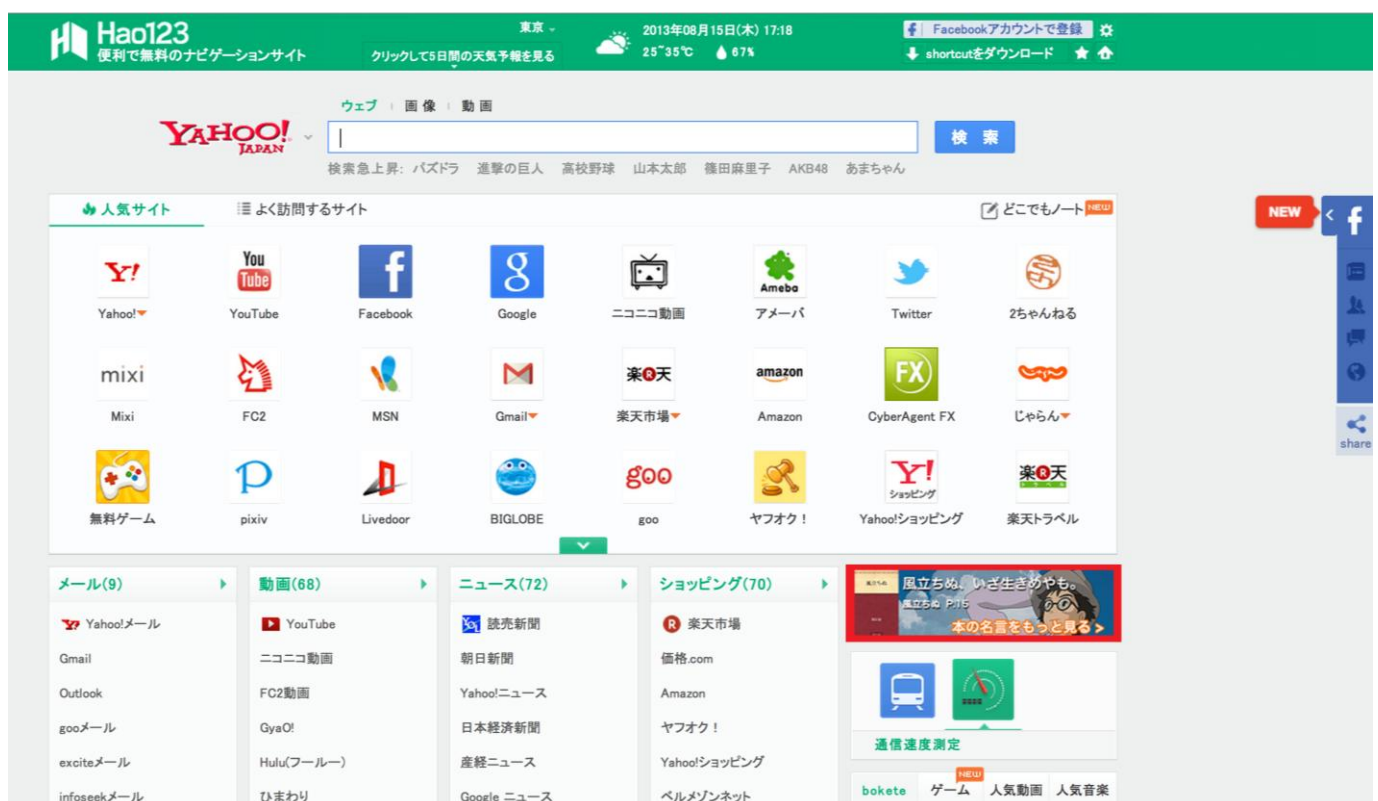 Hao123
便利で無料のナビゲーションサイト
東京
クリックして5日間の天気予報を見る
2013年08月15日(木) 17:18
25~35℃ 67%
Facebookアカウントで登録
shortcutをダウンロード
ウェブ 画像 動画
YAHOO!
JAPAN
検索
検索急上昇: パズドラ 進撃の巨人 高校野球 山本太郎 篠田麻里子 AKB48 あまちゃん
人気サイト よく訪問するサイト どこでもノート NEW
NEW
Y! You Tube f g Ameba
Yahoo! YouTube Facebook Google ニコニコ動画 アメーバ Twitter 2ちゃんねる
mixi 楽R天 amazon FX
Mixi FC2 MSN Gmail 楽天市場 Amazon CyberAgent FX じゃらん
goo Y! ショッピング 楽R天 トラベル
無料ゲーム pixiv Livedoor BIGLOBE goo ヤフオク! Yahoo!ショッピング 楽天トラベル
share
メール(9) 動画(68) ニュース(72) ショッピング(70)
風立ちぬ、いざ生きめやも。
風立ちぬ P.15
本の名言をもっと見る >
Yahoo!メール YouTube 読売新聞 楽天市場
Gmail ニコニコ動画 朝日新聞 価格.com
Outlook FC2動画 Yahoo!ニュース Amazon
gooメール GyaO! 日本経済新聞 ヤフオク!
exciteメール Hulu(フールー) 産経ニュース Yahoo!ショッピング
infoseekメール ひまわり Google ニュース ベルメゾンネット
通信速度測定
NEW
bokete ゲーム 人気動画 人気音楽